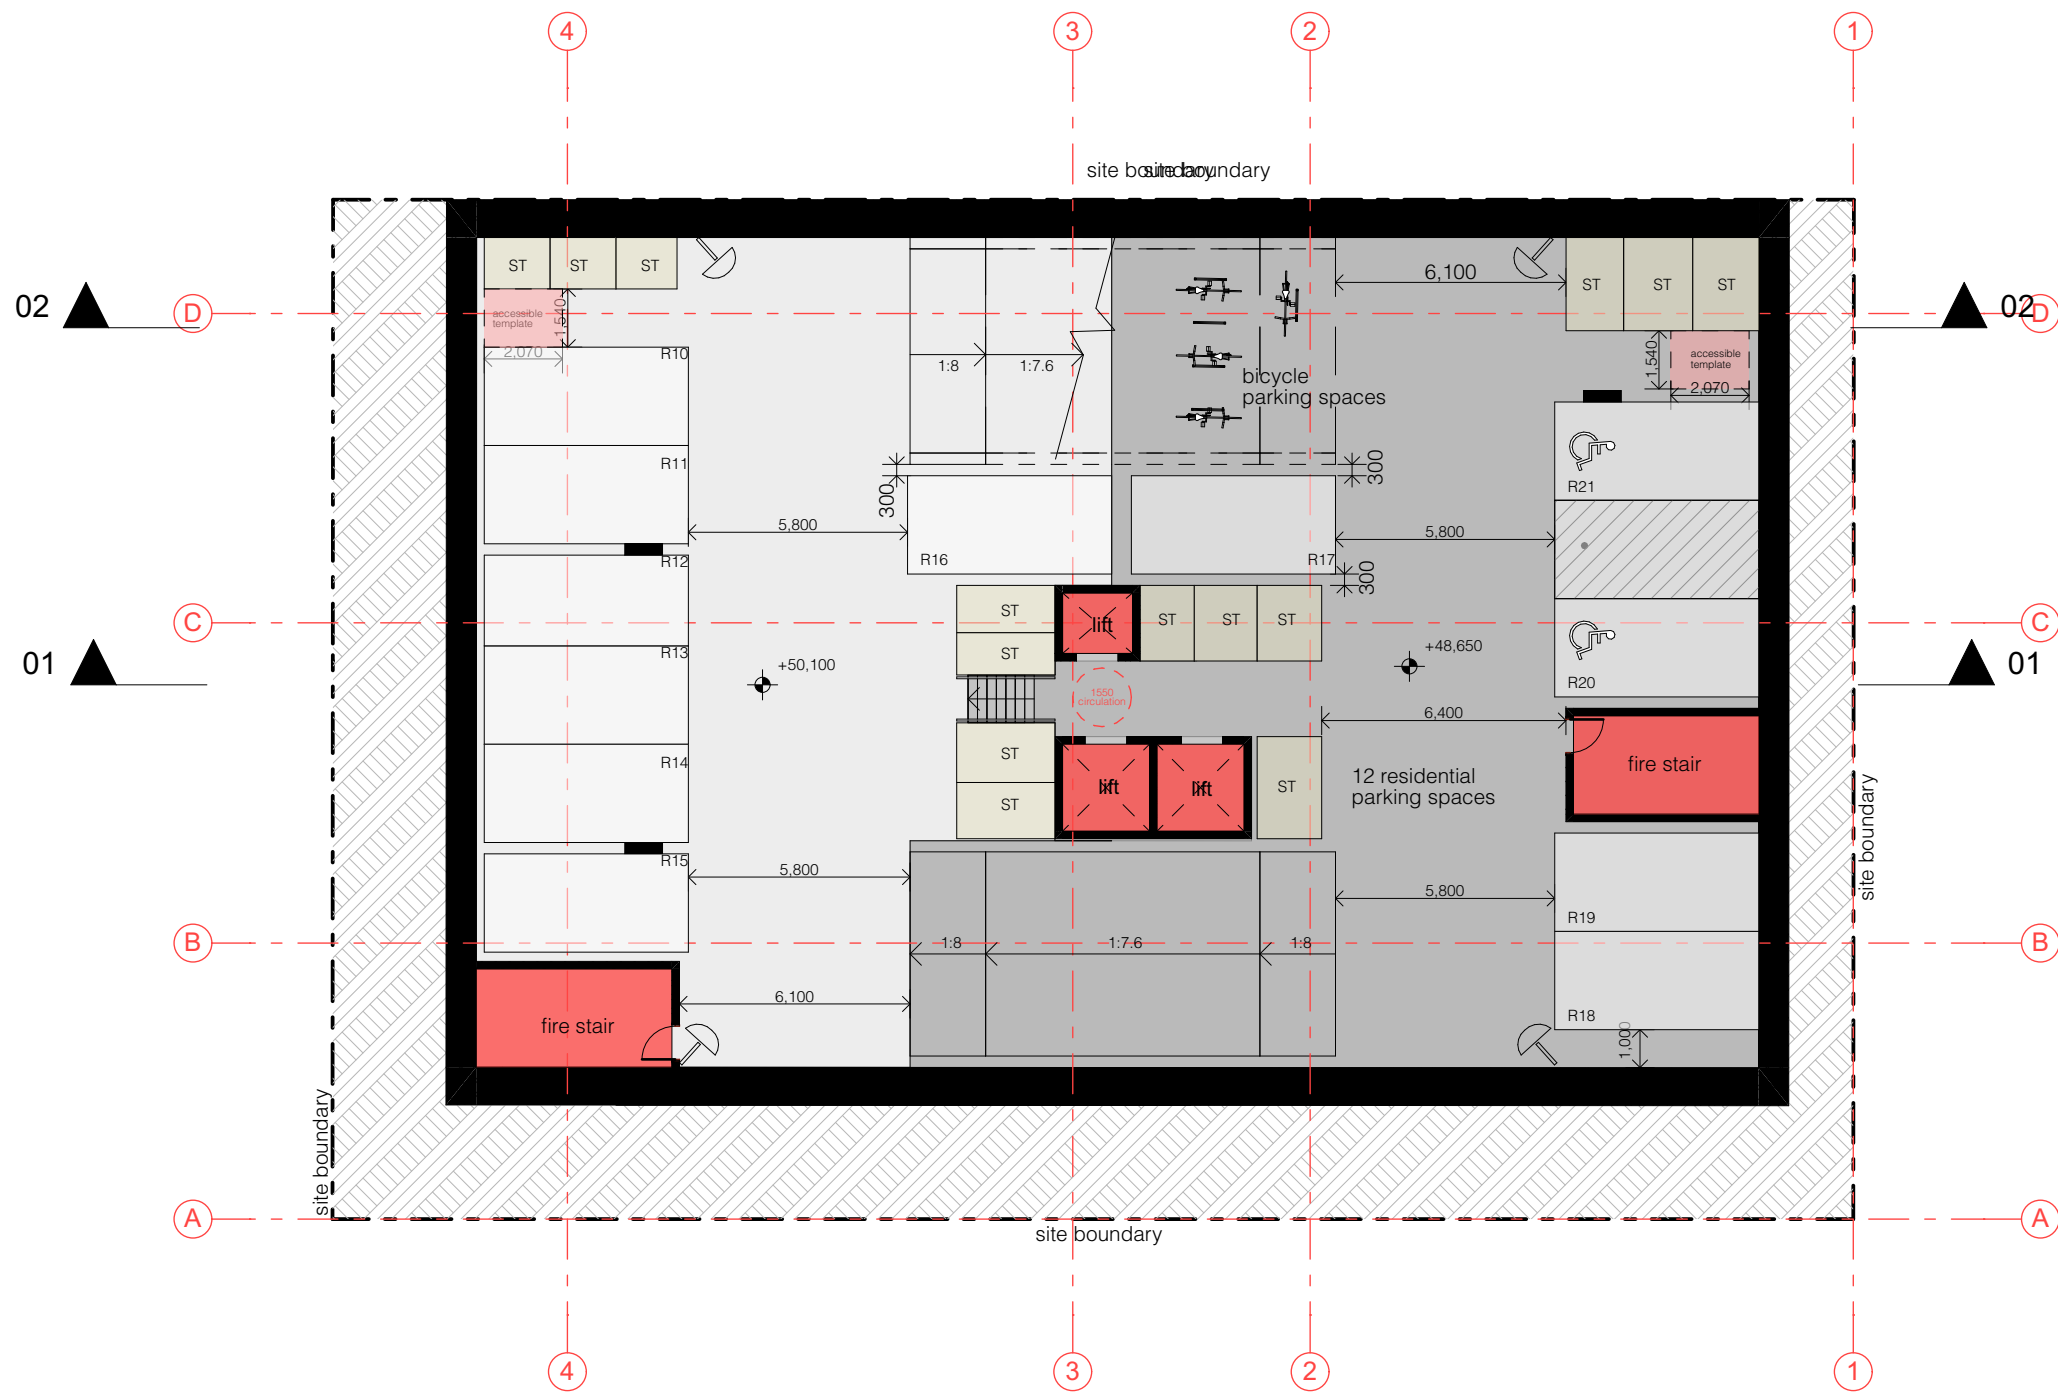 4
3
2
1
site boundary
site boundary
ST
ST
ST
6,100
ST
ST
ST
02
D
02
D
accessible
template
1,540
2,070
R10
1:8
1:7.6
bicycle
parking spaces
1,540
accessible
template
2,070
R11
300
300
R21
5,800
5,800
R12
R16
R17
300
C
ST
lift
ST
ST
ST
C
01
R13
+50,100
ST
+48,650
R20
01
1550
circulation
6,400
R14
ST
lift
lift
ST
12 residential
parking spaces
fire stair
ST
site boundary
R15
5,800
5,800
R19
B
1:8
1:7.6
1:8
B
6,100
fire stair
R18
1,000
site boundary
A
A
site boundary
4
3
2
1